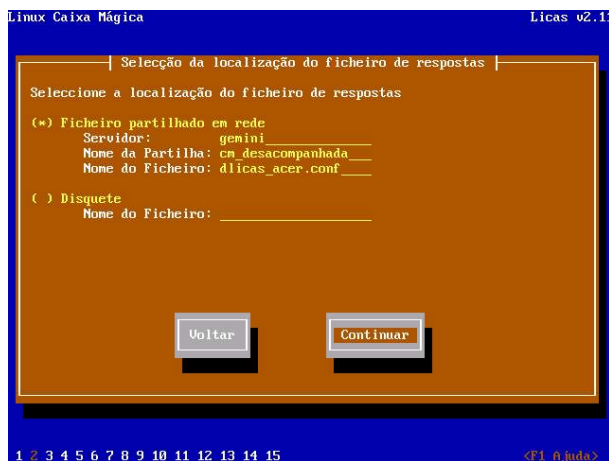 Linux Caixa Mágica Licas v2.11
Selecção da localização do ficheiro de respostas
Seleccione a localização do ficheiro de respostas
(*) Ficheiro partilhado em rede
Servidor: gemini
Nome da Partilha: cm_desacompanhada
Nome do Ficheiro: dlicas_acer.conf
( ) Disquete
Nome do Ficheiro:
Voltar Continuar
1 2 3 4 5 6 7 8 9 10 11 12 13 14 15 <F1 Ajuda>